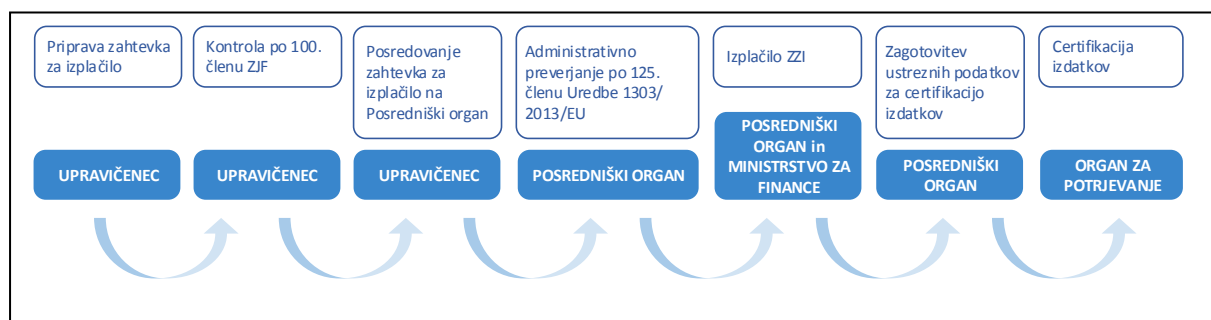 Priprava zahtevka
za izplačilo
Kontrola po 100.
členu ZJF
Posredovanje
zahtevka za
izplačilo na
Posredniški organ
Administrativno
preverjanje po 125.
členu Uredbe 1303/
2013/EU
Izplačilo ZZI
Zagotovitev
ustreznih podatkov
za certifikacijo
izdatkov
Certifikacija
izdatkov
UPRAVIČENEC
UPRAVIČENEC
UPRAVIČENEC
POSREDNIŠKI ORGAN
POSREDNIŠKI
ORGAN in
MINISTRSTVO ZA
FINANCE
POSREDNIŠKI
ORGAN
ORGAN ZA
POTRJEVANJE